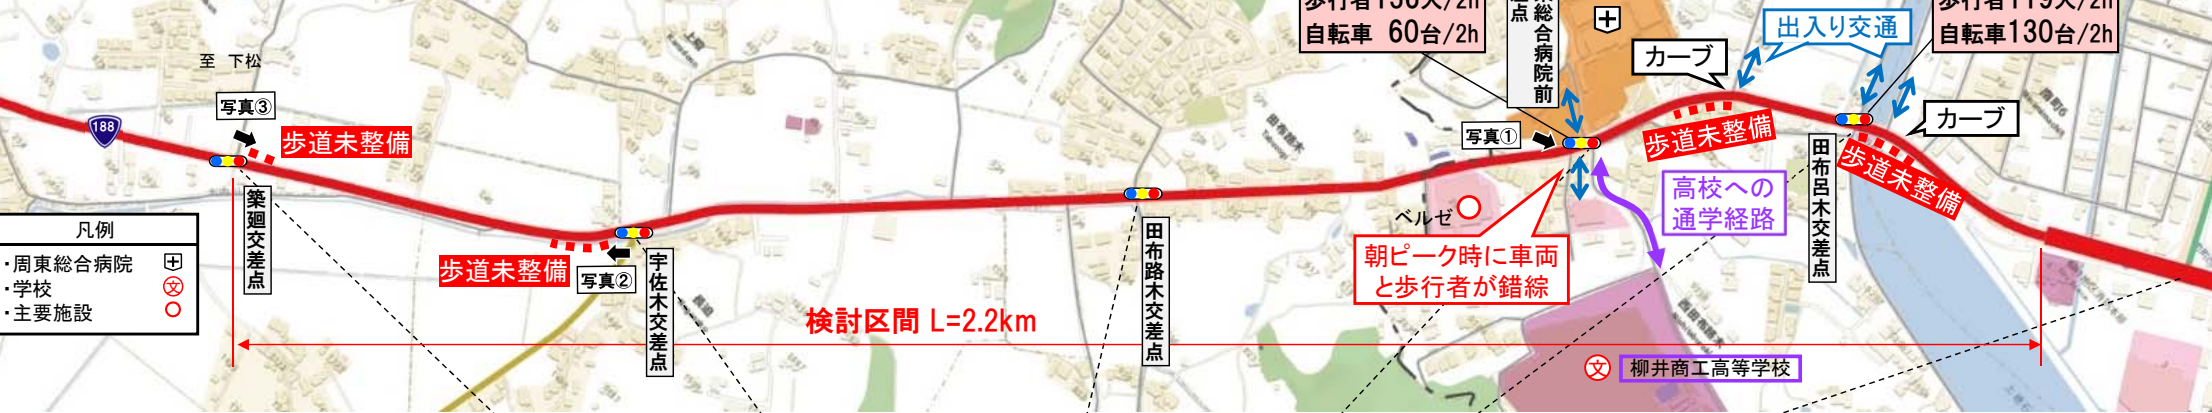 至 下松
写真③
188
歩道未整備
築廻交差点
凡例
・周東総合病院
・学校
文
・主要施設
歩道未整備
写真②
宇佐木交差点
検討区間 L=2.2km
田布路木交差点
自転車 60台/2h
総合病院前
写真①
ベルゼ
朝ピーク時に車両
と歩行者が錯綜
カーブ
出入り交通
歩道未整備
高校への
通学経路
自転車130台/2h
カーブ
田布呂木交差点
歩道未整備
文
柳井商工高等学校
南町6